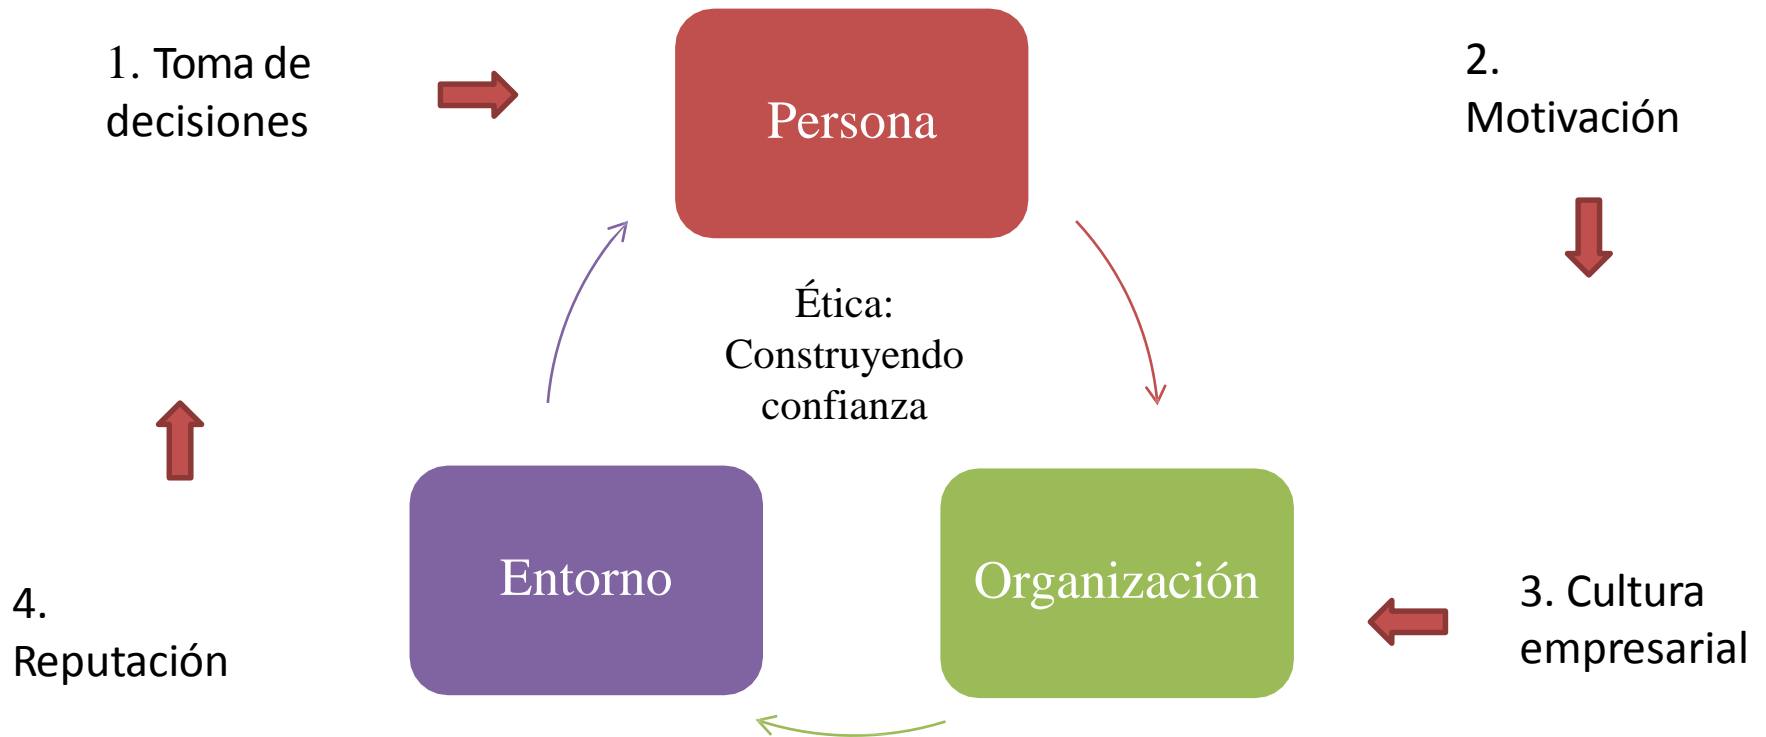 1. Toma de
decisiones
Persona
2.
Motivación
Ética:
Construyendo
confianza
Entorno
Organización
3. Cultura
empresarial
4.
Reputación